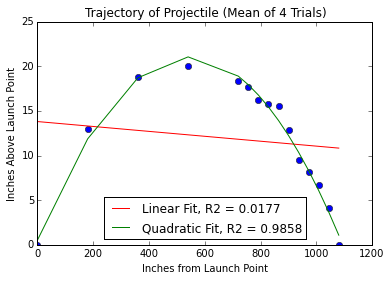 Trajectory of Projectile (Mean of 4 Trials)
25
20
15
10
5
0
Inches Above Launch Point
Linear Fit, R2 = 0.0177
Quadratic Fit, R2 = 0.9858
0 200 400 600 800 1000 1200
Inches from Launch Point